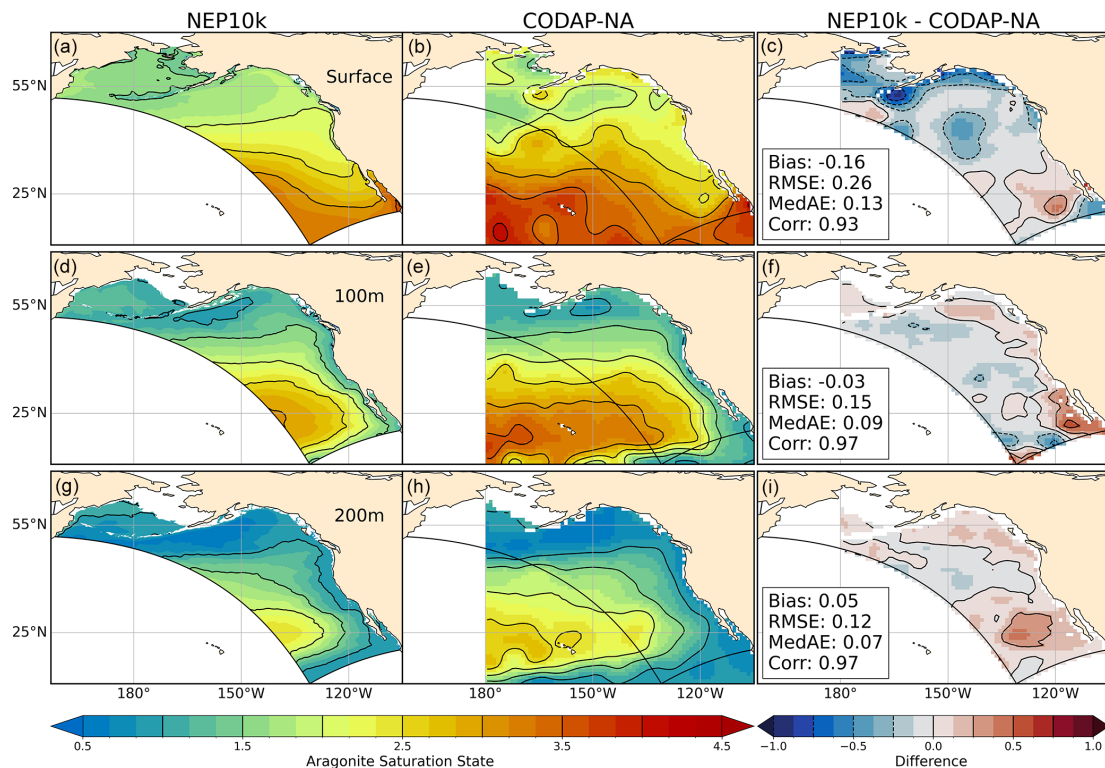 NEP10k CODAP-NA NEP10k - CODAP-NA
(a) (b) (c)
Surface
55°N
25°N
Bias: -0.16
RMSE: 0.26
MedAE: 0.13
Corr: 0.93
(d) (e) (f)
100m
55°N
25°N
Bias: -0.03
RMSE: 0.15
MedAE: 0.09
Corr: 0.97
(g) (h) (i)
200m
55°N
25°N
Bias: 0.05
RMSE: 0.12
MedAE: 0.07
Corr: 0.97
180° 150°W 120°W 180° 150°W 120°W 180° 150°W 120°W
0.5 1.5 2.5 3.5 4.5 −1.0 −0.5 0.0 0.5 1.0
Aragonite Saturation State Difference